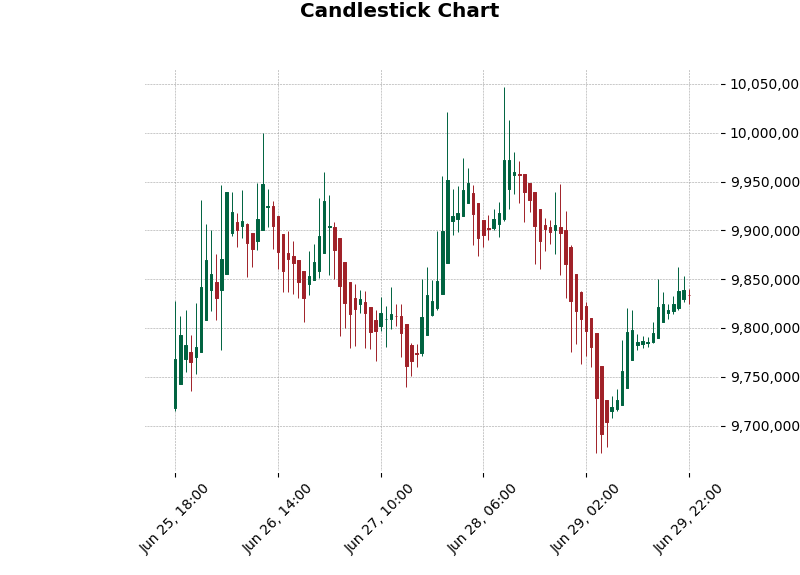 Candlestick Chart
10,050,00
10,000,00
9,950,000
9,900,000
9,850,000
9,800,000
9,750,000
9,700,000
Jun 25, 18:00
Jun 26, 14:00
Jun 27, 10:00
Jun 28, 06:00
Jun 29, 02:00
Jun 29, 22:00